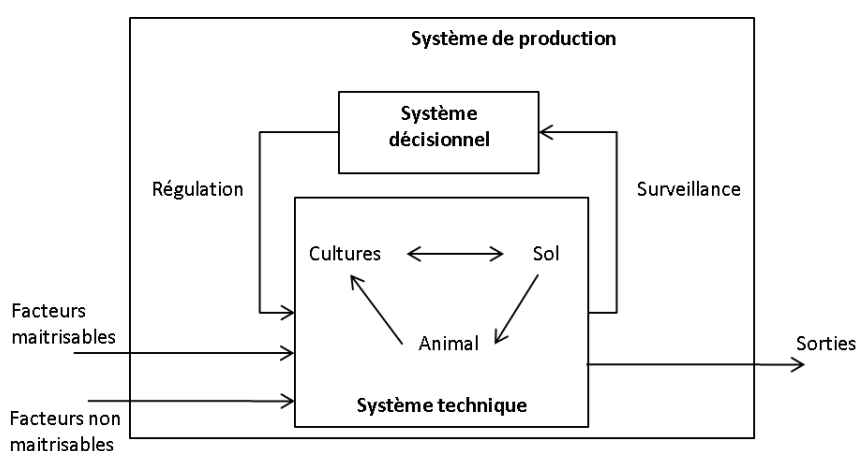 Système de production
Système
décisionnel
Régulation
Surveillance
Cultures
Sol
Animal
Système technique
Facteurs
maitrisables
Facteurs non
maitrisables
Sorties